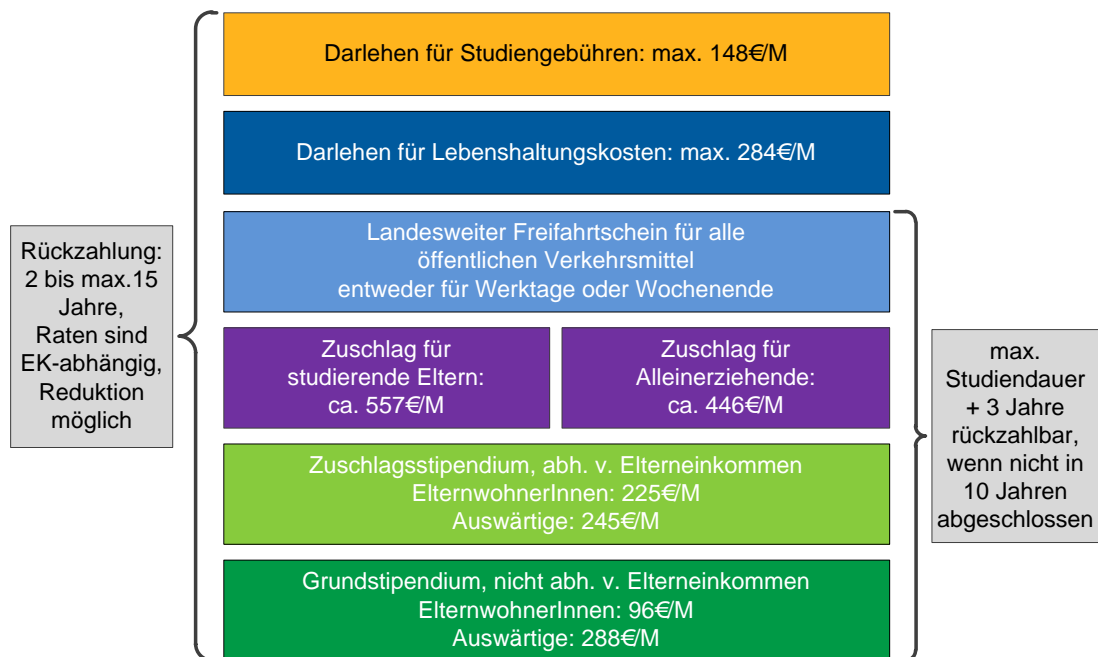 Darlehen für Studiengebühren: max. 148€/M
Darlehen für Lebenshaltungskosten: max. 284€/M
Landesweiter Freifahrtschein für alle
öffentlichen Verkehrsmittel
entweder für Werktage oder Wochenende
Rückzahlung:
2 bis max.15
Jahre,
Raten sind
EK-abhängig,
Reduktion
möglich
Zuschlag für
studierende Eltern:
ca. 557€/M
Zuschlag für
Alleinerziehende:
ca. 446€/M
max.
Studiendauer
+ 3 Jahre
rückzahlbar,
wenn nicht in
10 Jahren
abgeschlossen
Zuschlagsstipendium, abh. v. Elterneinkommen
ElternwohnerInnen: 225€/M
Auswärtige: 245€/M
Grundstipendium, nicht abh. v. Elterneinkommen
ElternwohnerInnen: 96€/M
Auswärtige: 288€/M